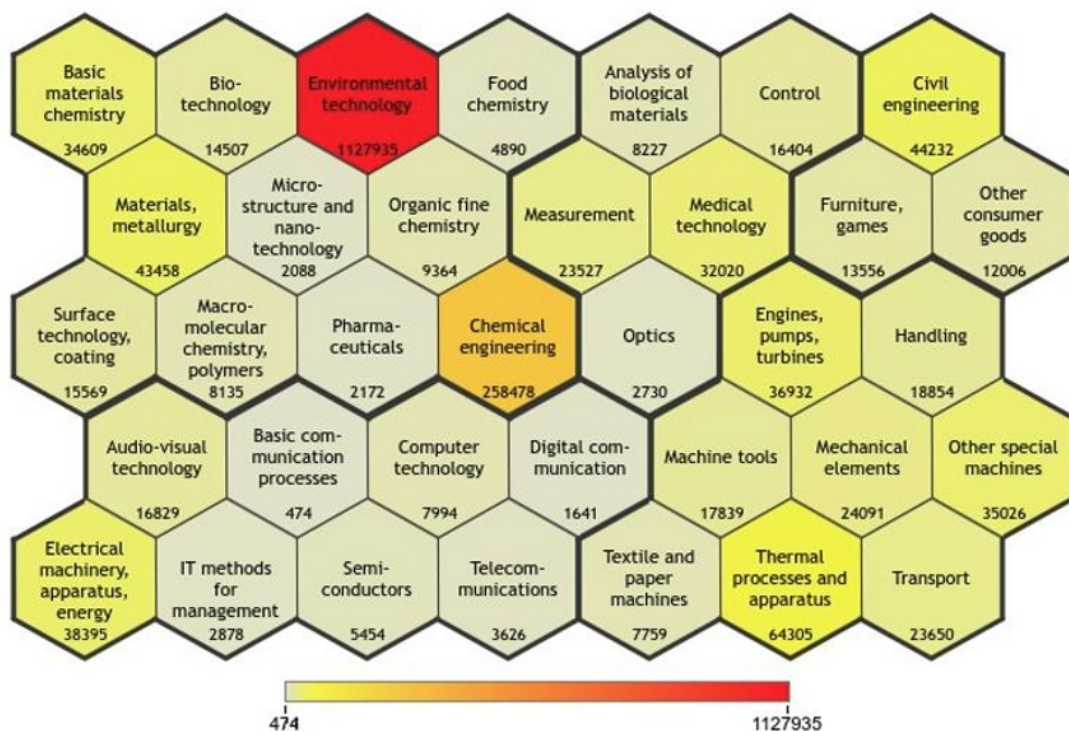 Basic
materials
chemistry
34609
Bio-
technology
14507
Environmental
technology
1127935
Food
chemistry
4890
Analysis of
biological
materials
8227
Control
16404
Civil
engineering
44232
Materials,
metallurgy
43458
Micro-
structure and
nano-
technology
2088
Organic fine
chemistry
9364
Measurement
23527
Medical
technology
32020
Furniture,
games
13556
Other
consumer
goods
12006
Surface
technology,
coating
15569
Macro-
molecular
chemistry,
polymers
8135
Pharma-
ceuticals
2172
Chemical
engineering
258478
Optics
2730
Engines,
pumps,
turbines
36932
Handling
18854
Audio-visual
technology
16829
Basic com-
munication
processes
474
Computer
technology
7994
Digital com-
munication
1641
Machine tools
17839
Mechanical
elements
24091
Other special
machines
35026
Electrical
machinery,
apparatus,
energy
38395
IT methods
for
management
2878
Semi-
conductors
5454
Telecom-
munications
3626
Textile and
paper
machines
7759
Thermal
processes and
apparatus
64305
Transport
23650
474
1127935